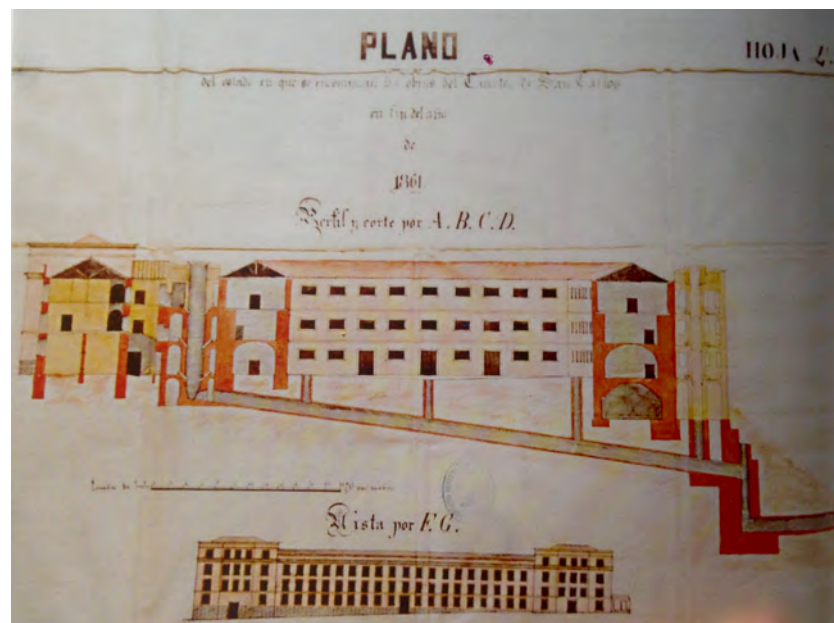 PLANO
HOJA 2.
del estado en que se encuentran las obras del Cuartel de San Carlos
en fin del año
de
1861
Perfil y corte por A.B.C.D.
Vista por F.G.